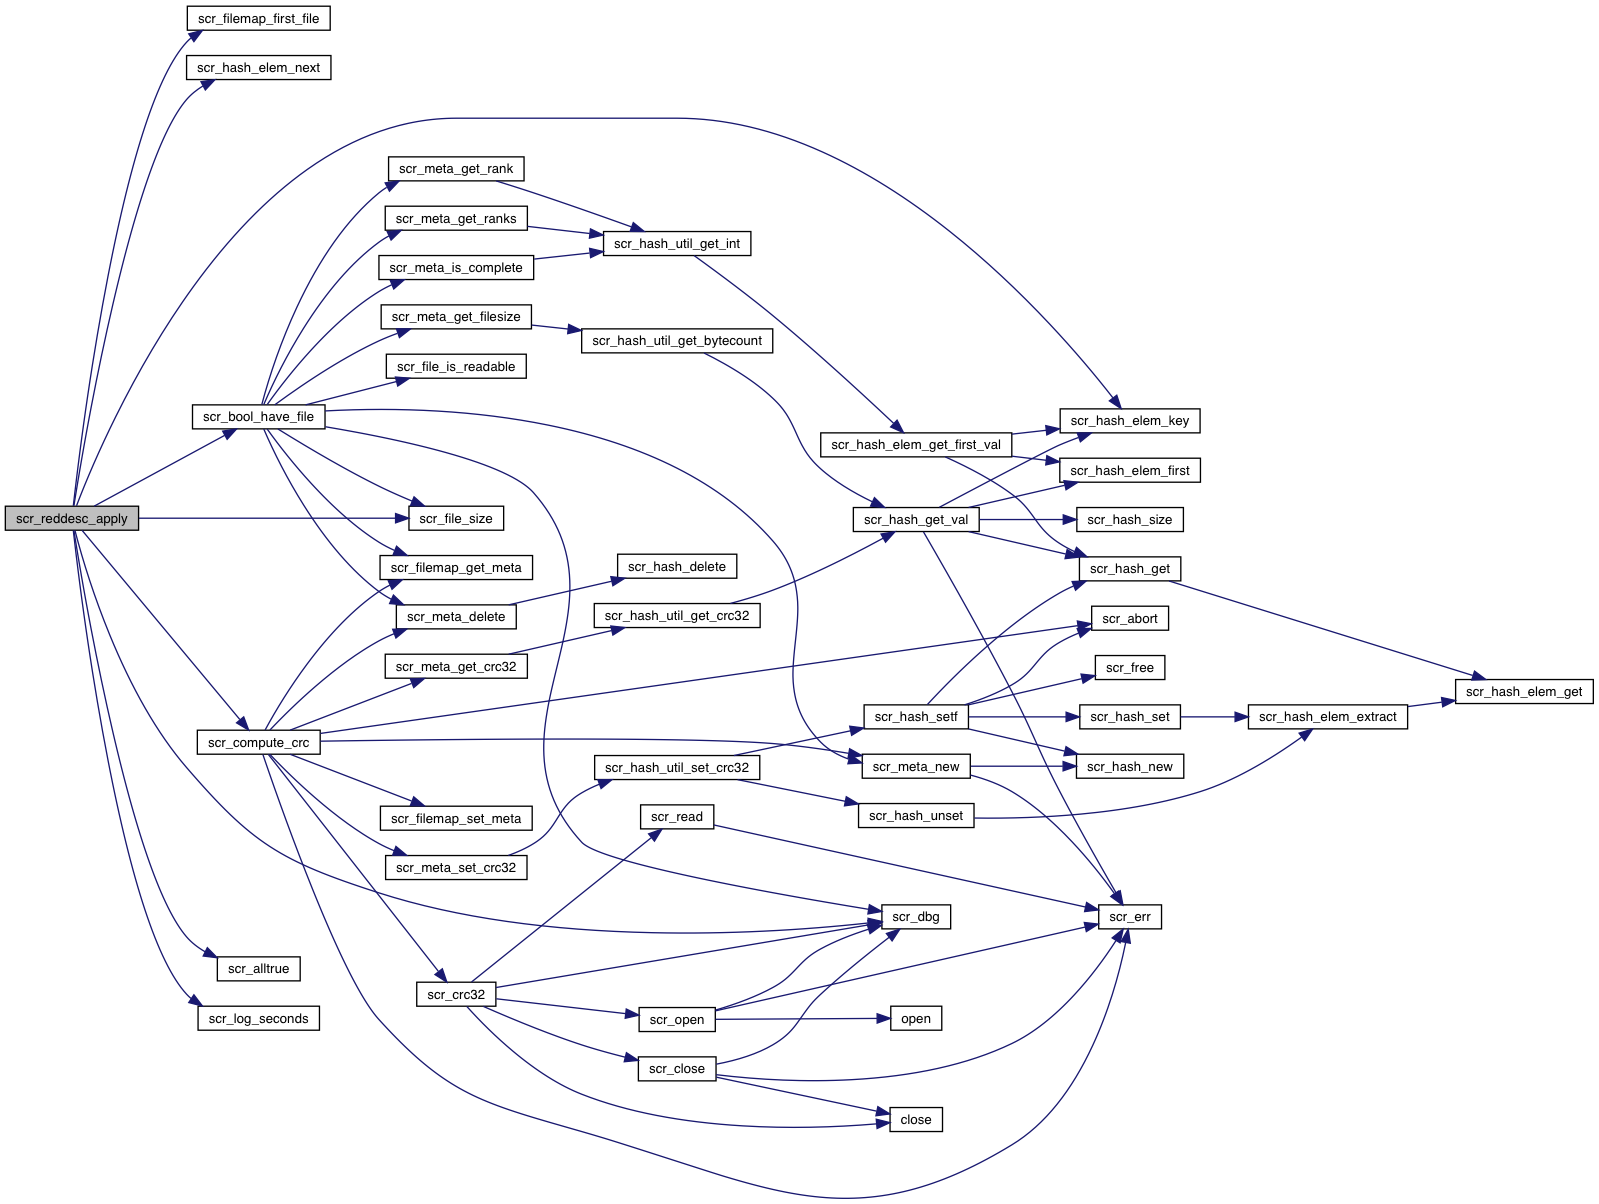 scr_filemap_first_file
scr_hash_elem_next
scr_meta_get_rank
scr_meta_get_ranks
scr_hash_util_get_int
scr_meta_is_complete
scr_meta_get_filesize
scr_hash_util_get_bytecount
scr_file_is_readable
scr_bool_have_file
scr_hash_elem_key
scr_hash_elem_get_first_val
scr_hash_elem_first
scr_reddesc_apply
scr_file_size
scr_hash_get_val
scr_hash_size
scr_filemap_get_meta
scr_hash_delete
scr_hash_get
scr_meta_delete
scr_hash_util_get_crc32
scr_abort
scr_meta_get_crc32
scr_free
scr_hash_elem_get
scr_hash_setf
scr_hash_set
scr_hash_elem_extract
scr_compute_crc
scr_hash_util_set_crc32
scr_meta_new
scr_hash_new
scr_filemap_set_meta
scr_read
scr_hash_unset
scr_meta_set_crc32
scr_dbg
scr_err
scr_alltrue
scr_crc32
scr_log_seconds
scr_open
open
scr_close
close